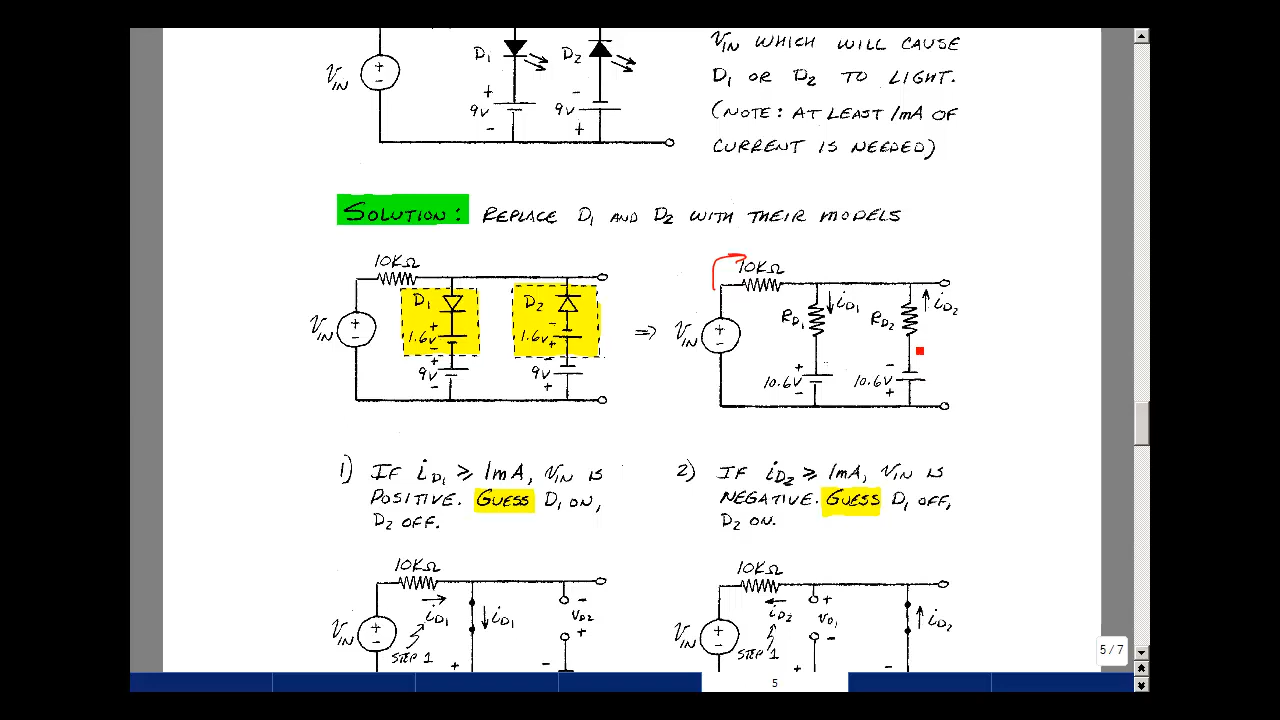 VIN WHICH WILL CAUSE
D1 OR D2 TO LIGHT.
(NOTE: AT LEAST 1mA OF
CURRENT IS NEEDED)
VIN
+
-
D1
D2
+
9V
-
-
9V
+
SOLUTION: REPLACE D1 AND D2 WITH THEIR MODELS
10KΩ
VIN
+
-
D1
+
1.6V
-
+
9V
-
D2
-
1.6V
+
-
9V
+
=>
10KΩ
VIN
+
-
RD1
iD1
RD2
iD2
+
10.6V
-
-
10.6V
+
1) IF iD1 ≥ 1mA, VIN IS
POSITIVE. GUESS D1 ON,
D2 OFF.
2) IF iD2 ≥ 1mA, VIN IS
NEGATIVE. GUESS D1 OFF,
D2 ON.
10KΩ
iD1
VIN
+
-
STEP 1
iD1
+
-
VD2
+
-
10KΩ
iD2
VIN
+
-
STEP 1
+
VD1
-
+
iD2
-
5/7
5